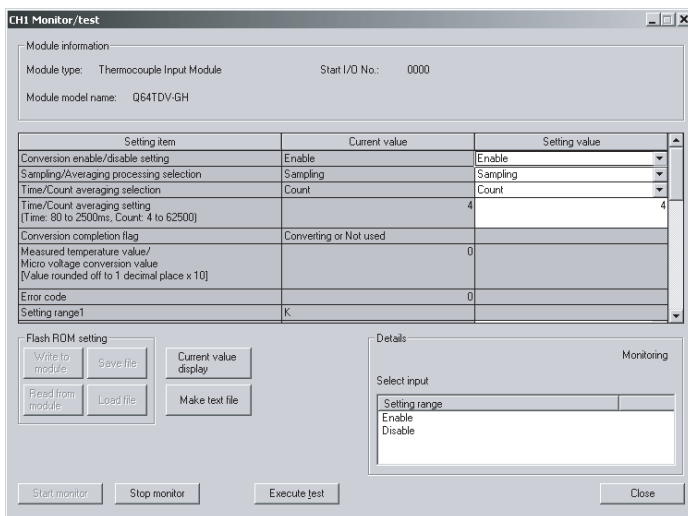 CH1 Monitor/test
Module information
Module type: Thermocouple Input Module Start I/O No.: 0000
Module model name: Q64TDV-GH
Setting item Current value Setting value
Conversion enable/disable setting Enable Enable
Sampling/Averaging processing selection Sampling Sampling
Time/Count averaging selection Count Count
Time/Count averaging setting 4 4
(Time: 80 to 2500ms, Count: 4 to 62500)
Conversion completion flag Converting or Not used
Measured temperature value/ 0
Micro voltage conversion value
[Value rounded off to 1 decimal place x 10]
Error code 0
Setting range1 K
Flash ROM setting
Write to module
Save file
Read from module
Load file
Current value display
Make text file
Details
Monitoring
Select input
Setting range
Enable
Disable
Start monitor Stop monitor Execute test Close